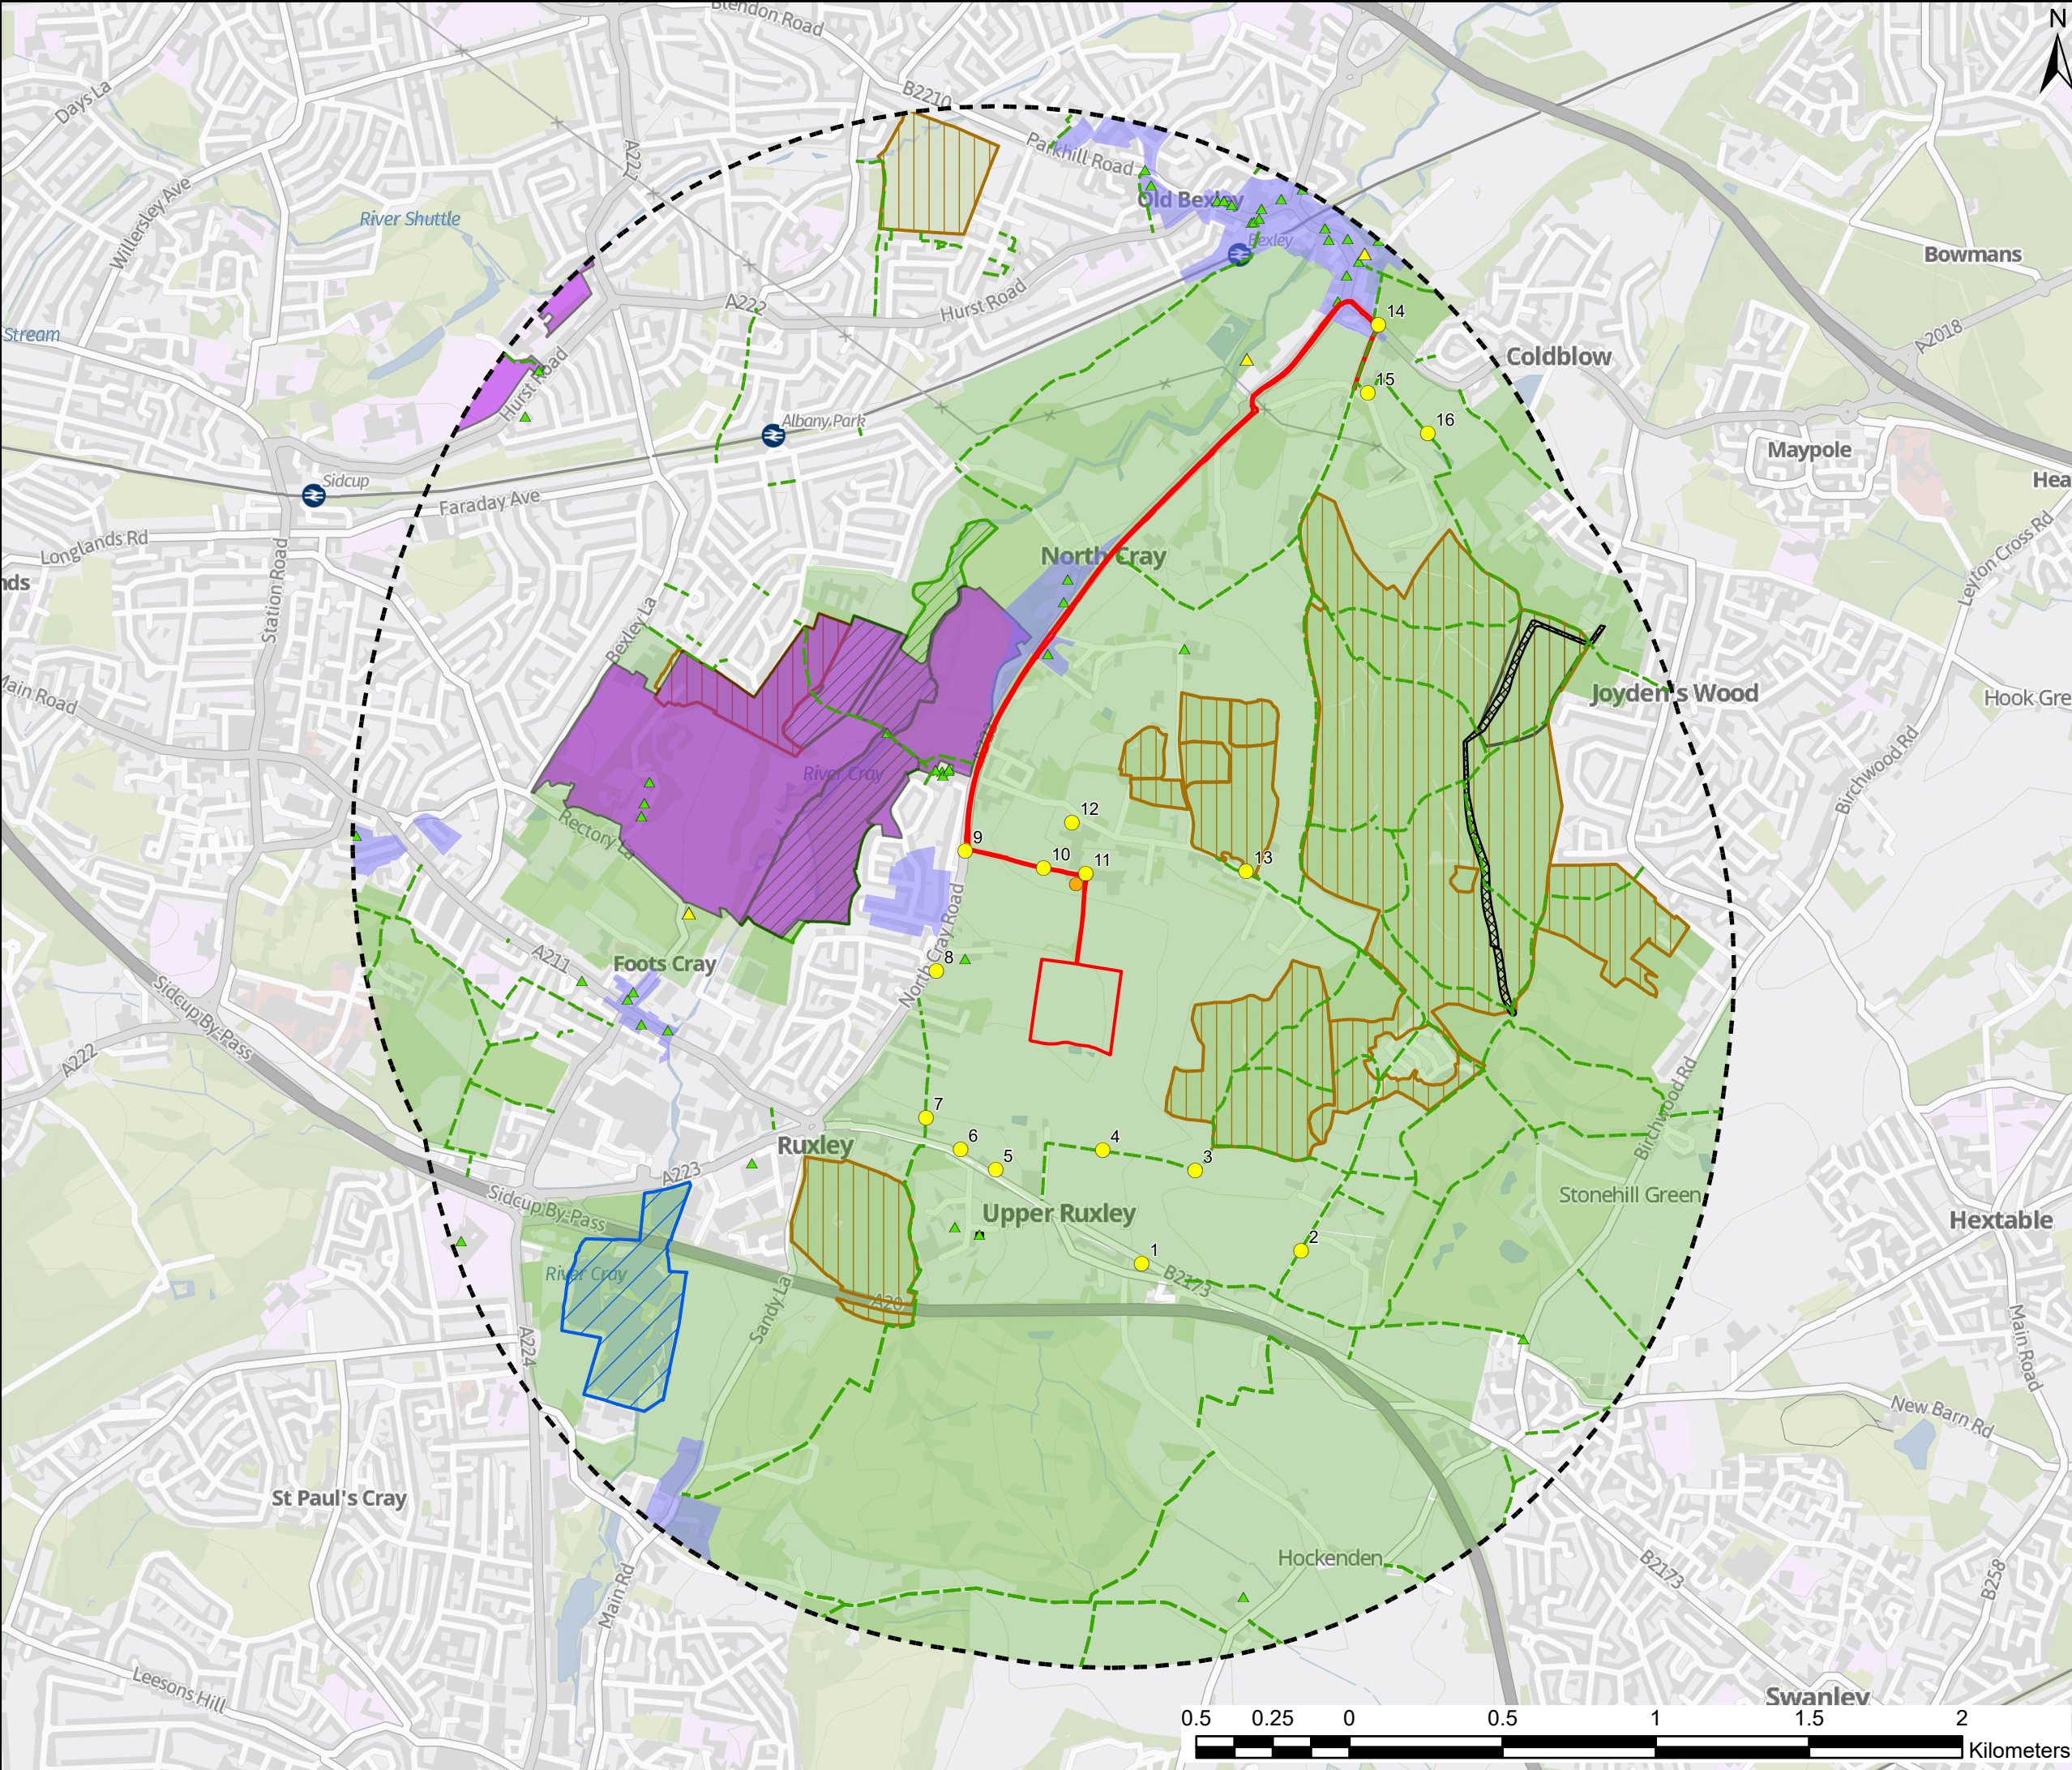 Blendon Road
N
Days La
B2210
A221
Parkhill Road
Willersley Ave
River Shuttle
Old Bexley
Bexley
Bowmans
A222
Hurst Road
14
Stream
A2018
Coldblow
Hurst Road
15
Albany Park
16
Maypole
Sidcup
Hea
Faraday Ave
Longlands Rd
Leyton Cross Rd
nds
North Cray
Station Road
Bexley La
Main Road
Joyden's Wood
Hook Gre
River Cray
Birchwood Rd
12
Rectory La
9
10
11
13
North Cray Road
A211
Foots Cray
8
Sidcup By-Pass
A222
Birchwood Rd
7
Ruxley
6
4
5
3
A223
Sidcup By-Pass
Stonehill Green
Upper Ruxley
Hextable
2
1
River Cray
B2173
A20
Sandy La
A224
Main Road
New Barn Rd
St Paul's Cray
Hockenden
B2173
Main Rd
B258
Leesons Hill
Swanley
0.5 0.25 0 0.5 1 1.5 2
Kilometers